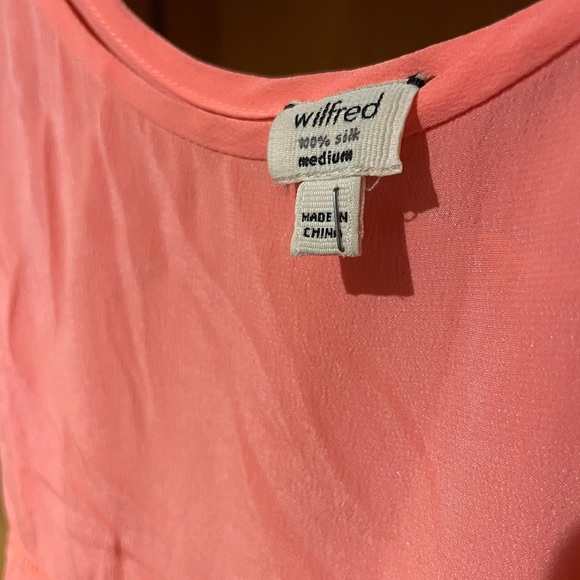 wilfred
100% silk
medium
MADE IN
CHINA